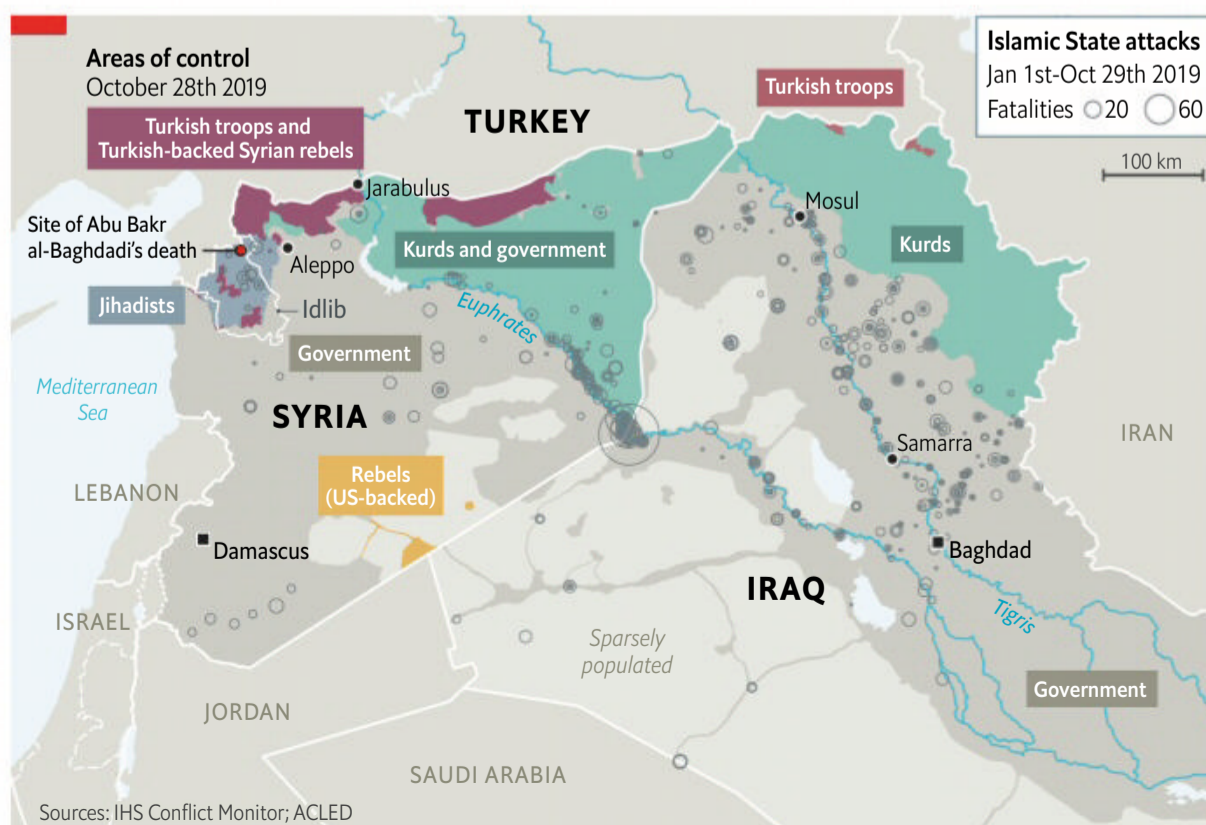 Areas of control
October 28th 2019
Turkish troops and
Turkish-backed Syrian rebels
TURKEY
Turkish troops
Islamic State attacks
Jan 1st-Oct 29th 2019
Fatalities 20 60
100 km
Jarabulus
Mosul
Site of Abu Bakr
al-Baghdadi's death
Aleppo
Kurds and government
Kurds
Jihadists
Idlib
Euphrates
Government
Mediterranean
Sea
SYRIA
Samarra
IRAN
Rebels
(US-backed)
LEBANON
Damascus
Baghdad
IRAQ
ISRAEL
Tigris
Sparsely
populated
Government
JORDAN
SAUDI ARABIA
Sources: IHS Conflict Monitor; ACLED